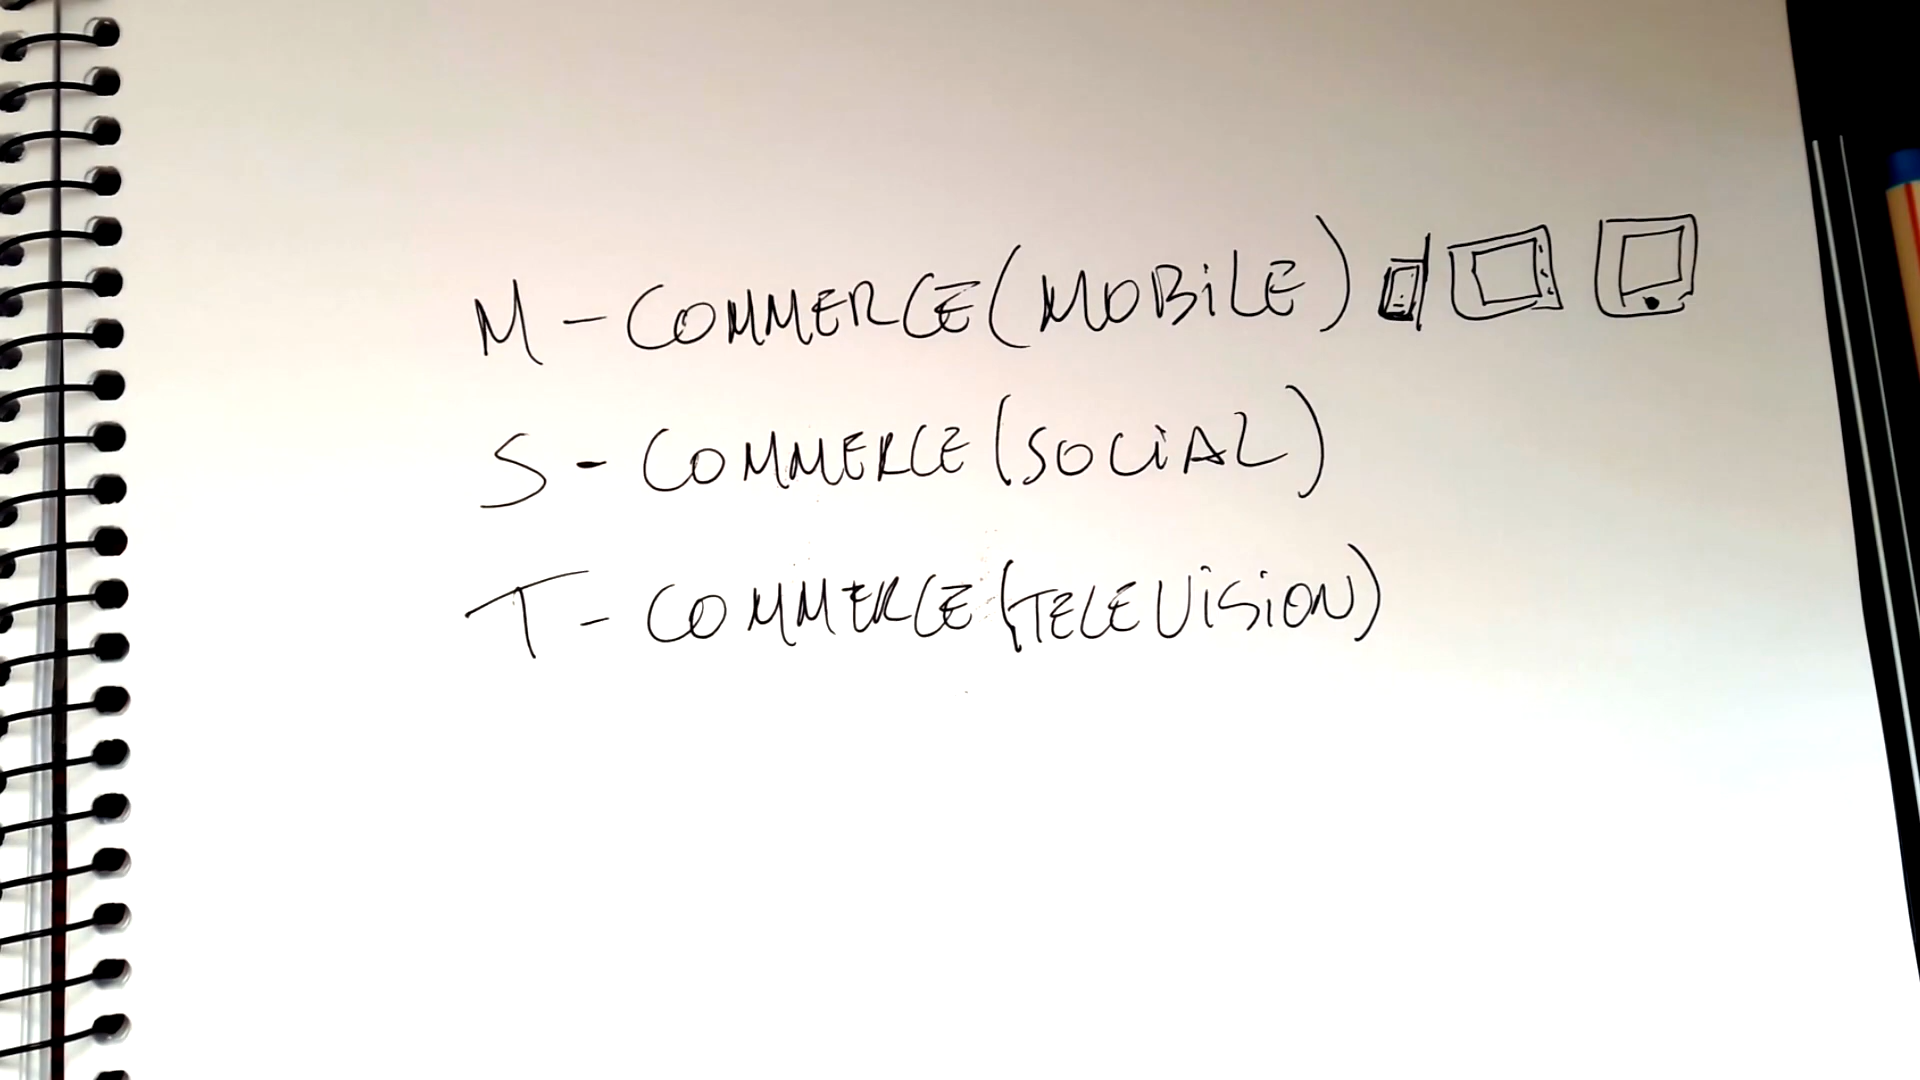 M - COMMERCE (MOBILE)
S - COMMERCE (SOCIAL)
T - COMMERCE (TELEVISION)